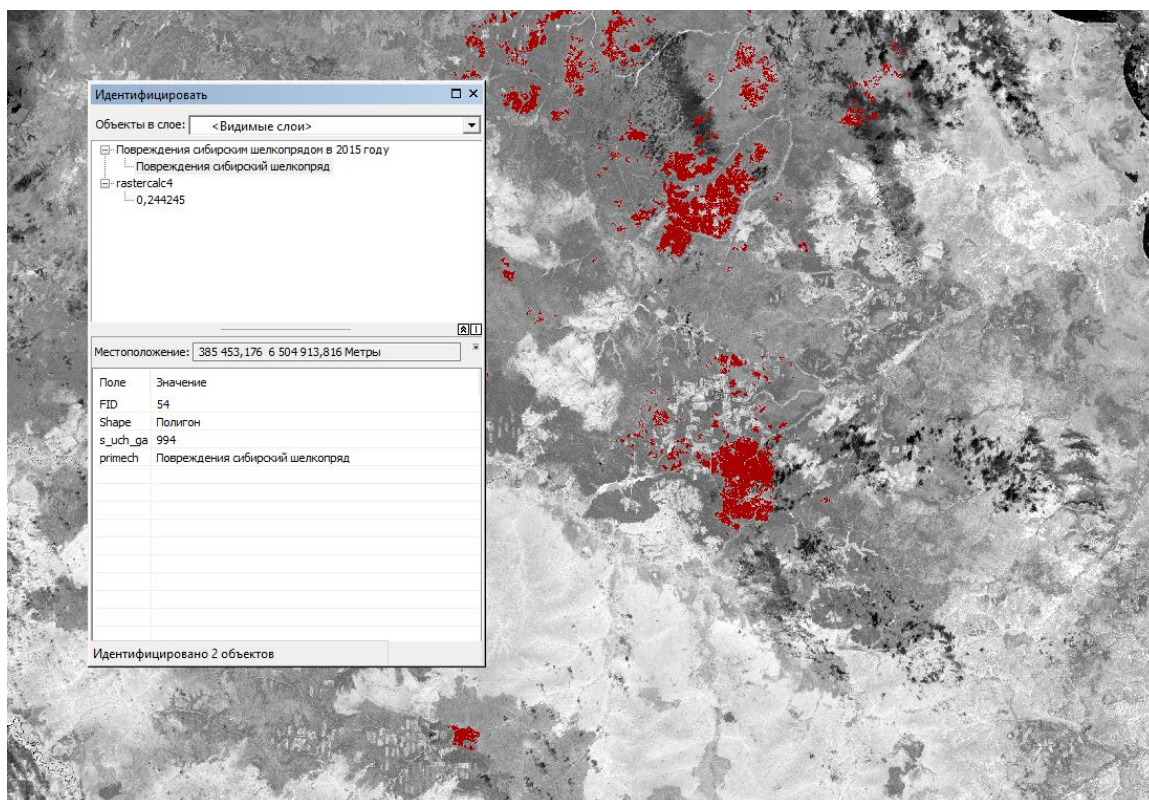 Идентифицировать
Объекты в слое: <Видимые слои>
Повреждения сибирским шелкопрядом в 2015 году
Повреждения сибирский шелкопряд
rastercalc4
0,244245
Местоположение: 385 453,176 6 504 913,816 Метры
Поле Значение
FID 54
Shape Полигон
s_uch_ga 994
primech Повреждения сибирский шелкопряд
Идентифицировано 2 объектов